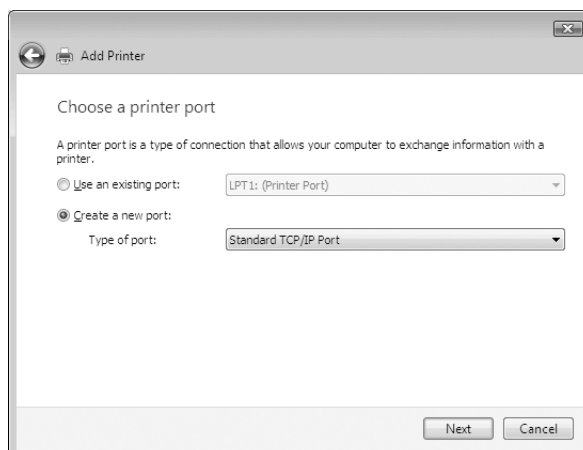 Add Printer
Choose a printer port
A printer port is a type of connection that allows your computer to exchange information with a
printer.
Use an existing port: LPT1: (Printer Port)
Create a new port:
Type of port: Standard TCP/IP Port
Next Cancel